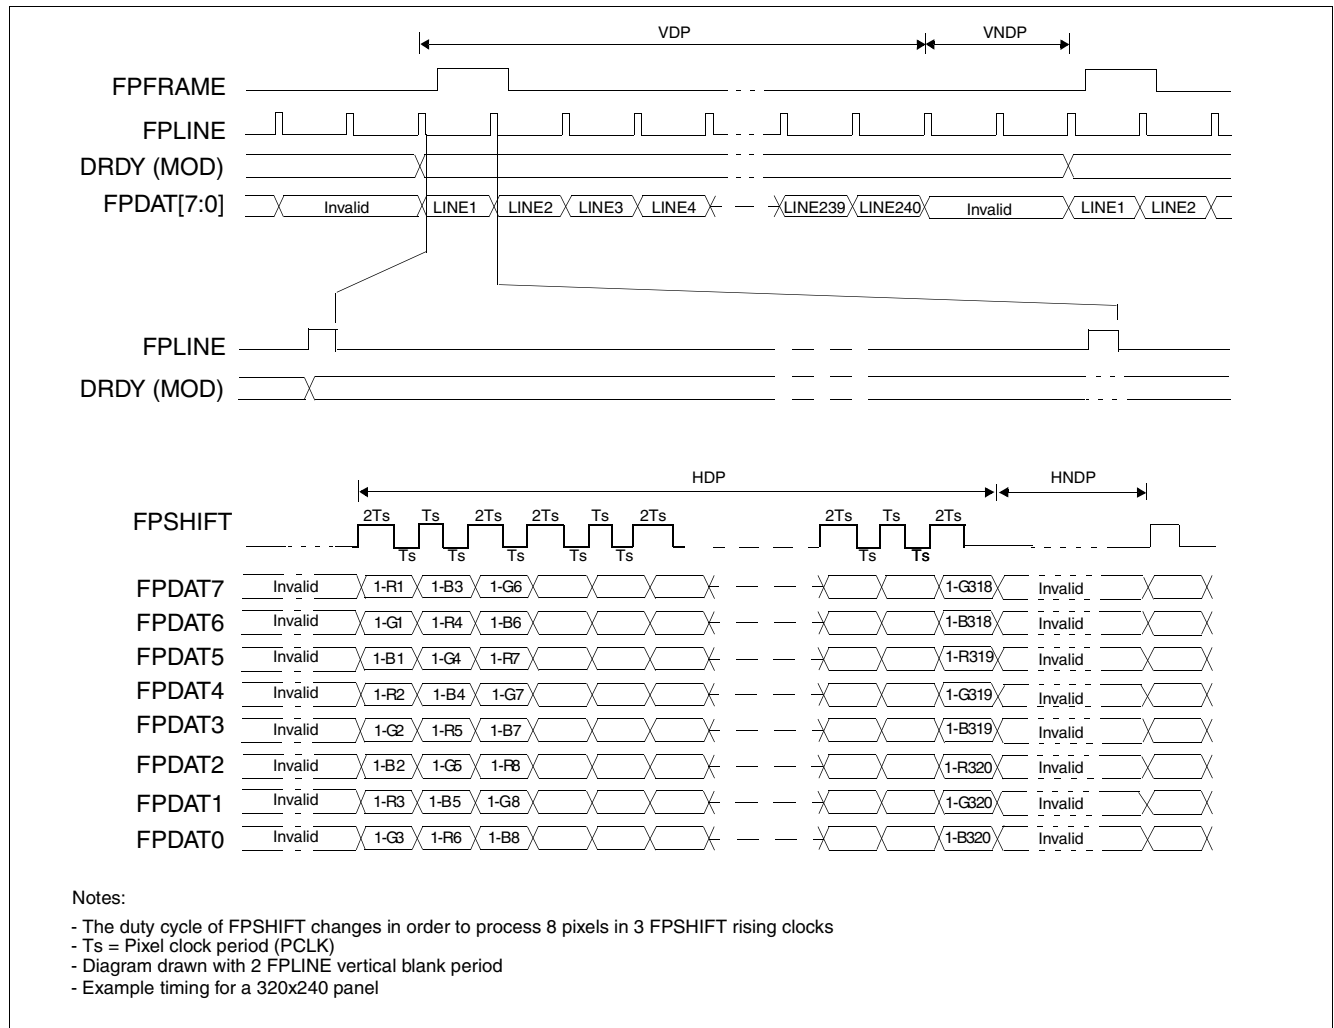 VDP VNDP
FPFRAME
FPLINE
DRDY (MOD)
FPDAT[7:0] Invalid LINE1 LINE2 LINE3 LINE4 LINE239 LINE240 Invalid LINE1 LINE2
FPLINE
DRDY (MOD)
HDP HNDP
2Ts Ts 2Ts 2Ts Ts 2Ts 2Ts Ts 2Ts
FPSHIFT
Ts Ts Ts Ts Ts Ts Ts
FPDAT7 Invalid 1-R1 1-B3 1-G6 1-G318 Invalid
FPDAT6 Invalid 1-G1 1-R4 1-B6 1-B318 Invalid
FPDAT5 Invalid 1-B1 1-G4 1-R7 1-R319 Invalid
FPDAT4 Invalid 1-R2 1-B4 1-G7 1-G319 Invalid
FPDAT3 Invalid 1-G2 1-R5 1-B7 1-B319 Invalid
FPDAT2 Invalid 1-B2 1-G5 1-R8 1-R320 Invalid
FPDAT1 Invalid 1-R3 1-B5 1-G8 1-G320 Invalid
FPDAT0 Invalid 1-G3 1-R6 1-B8 1-B320 Invalid
Notes:
- The duty cycle of FPSHIFT changes in order to process 8 pixels in 3 FPSHIFT rising clocks
- Ts = Pixel clock period (PCLK)
- Diagram drawn with 2 FPLINE vertical blank period
- Example timing for a 320x240 panel